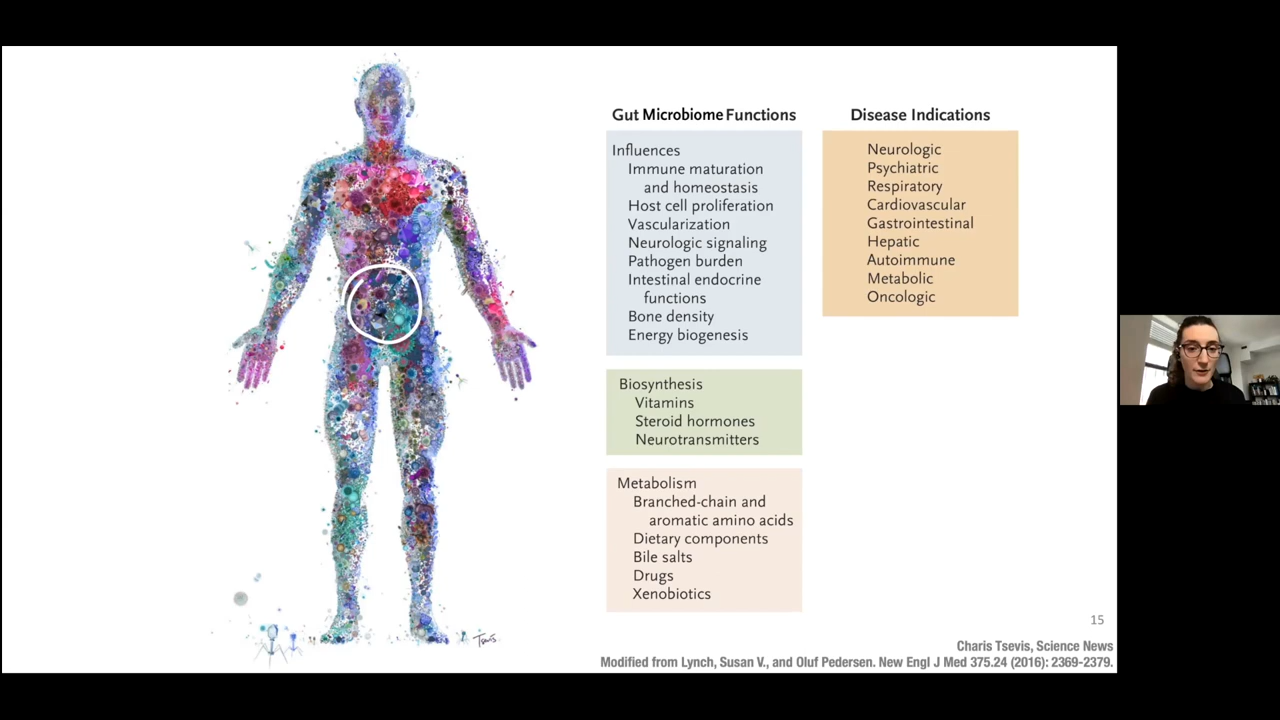 Gut Microbiome Functions
Influences
Immune maturation
and homeostasis
Host cell proliferation
Vascularization
Neurologic signaling
Pathogen burden
Intestinal endocrine
functions
Bone density
Energy biogenesis
Biosynthesis
Vitamins
Steroid hormones
Neurotransmitters
Metabolism
Branched-chain and
aromatic amino acids
Dietary components
Bile salts
Drugs
Xenobiotics
Disease Indications
Neurologic
Psychiatric
Respiratory
Cardiovascular
Gastrointestinal
Hepatic
Autoimmune
Metabolic
Oncologic
Tsevis
15
Charis Tsevis, Science News
Modified from Lynch, Susan V., and Oluf Pedersen. New Engl J Med 375.24 (2016): 2369-2379.